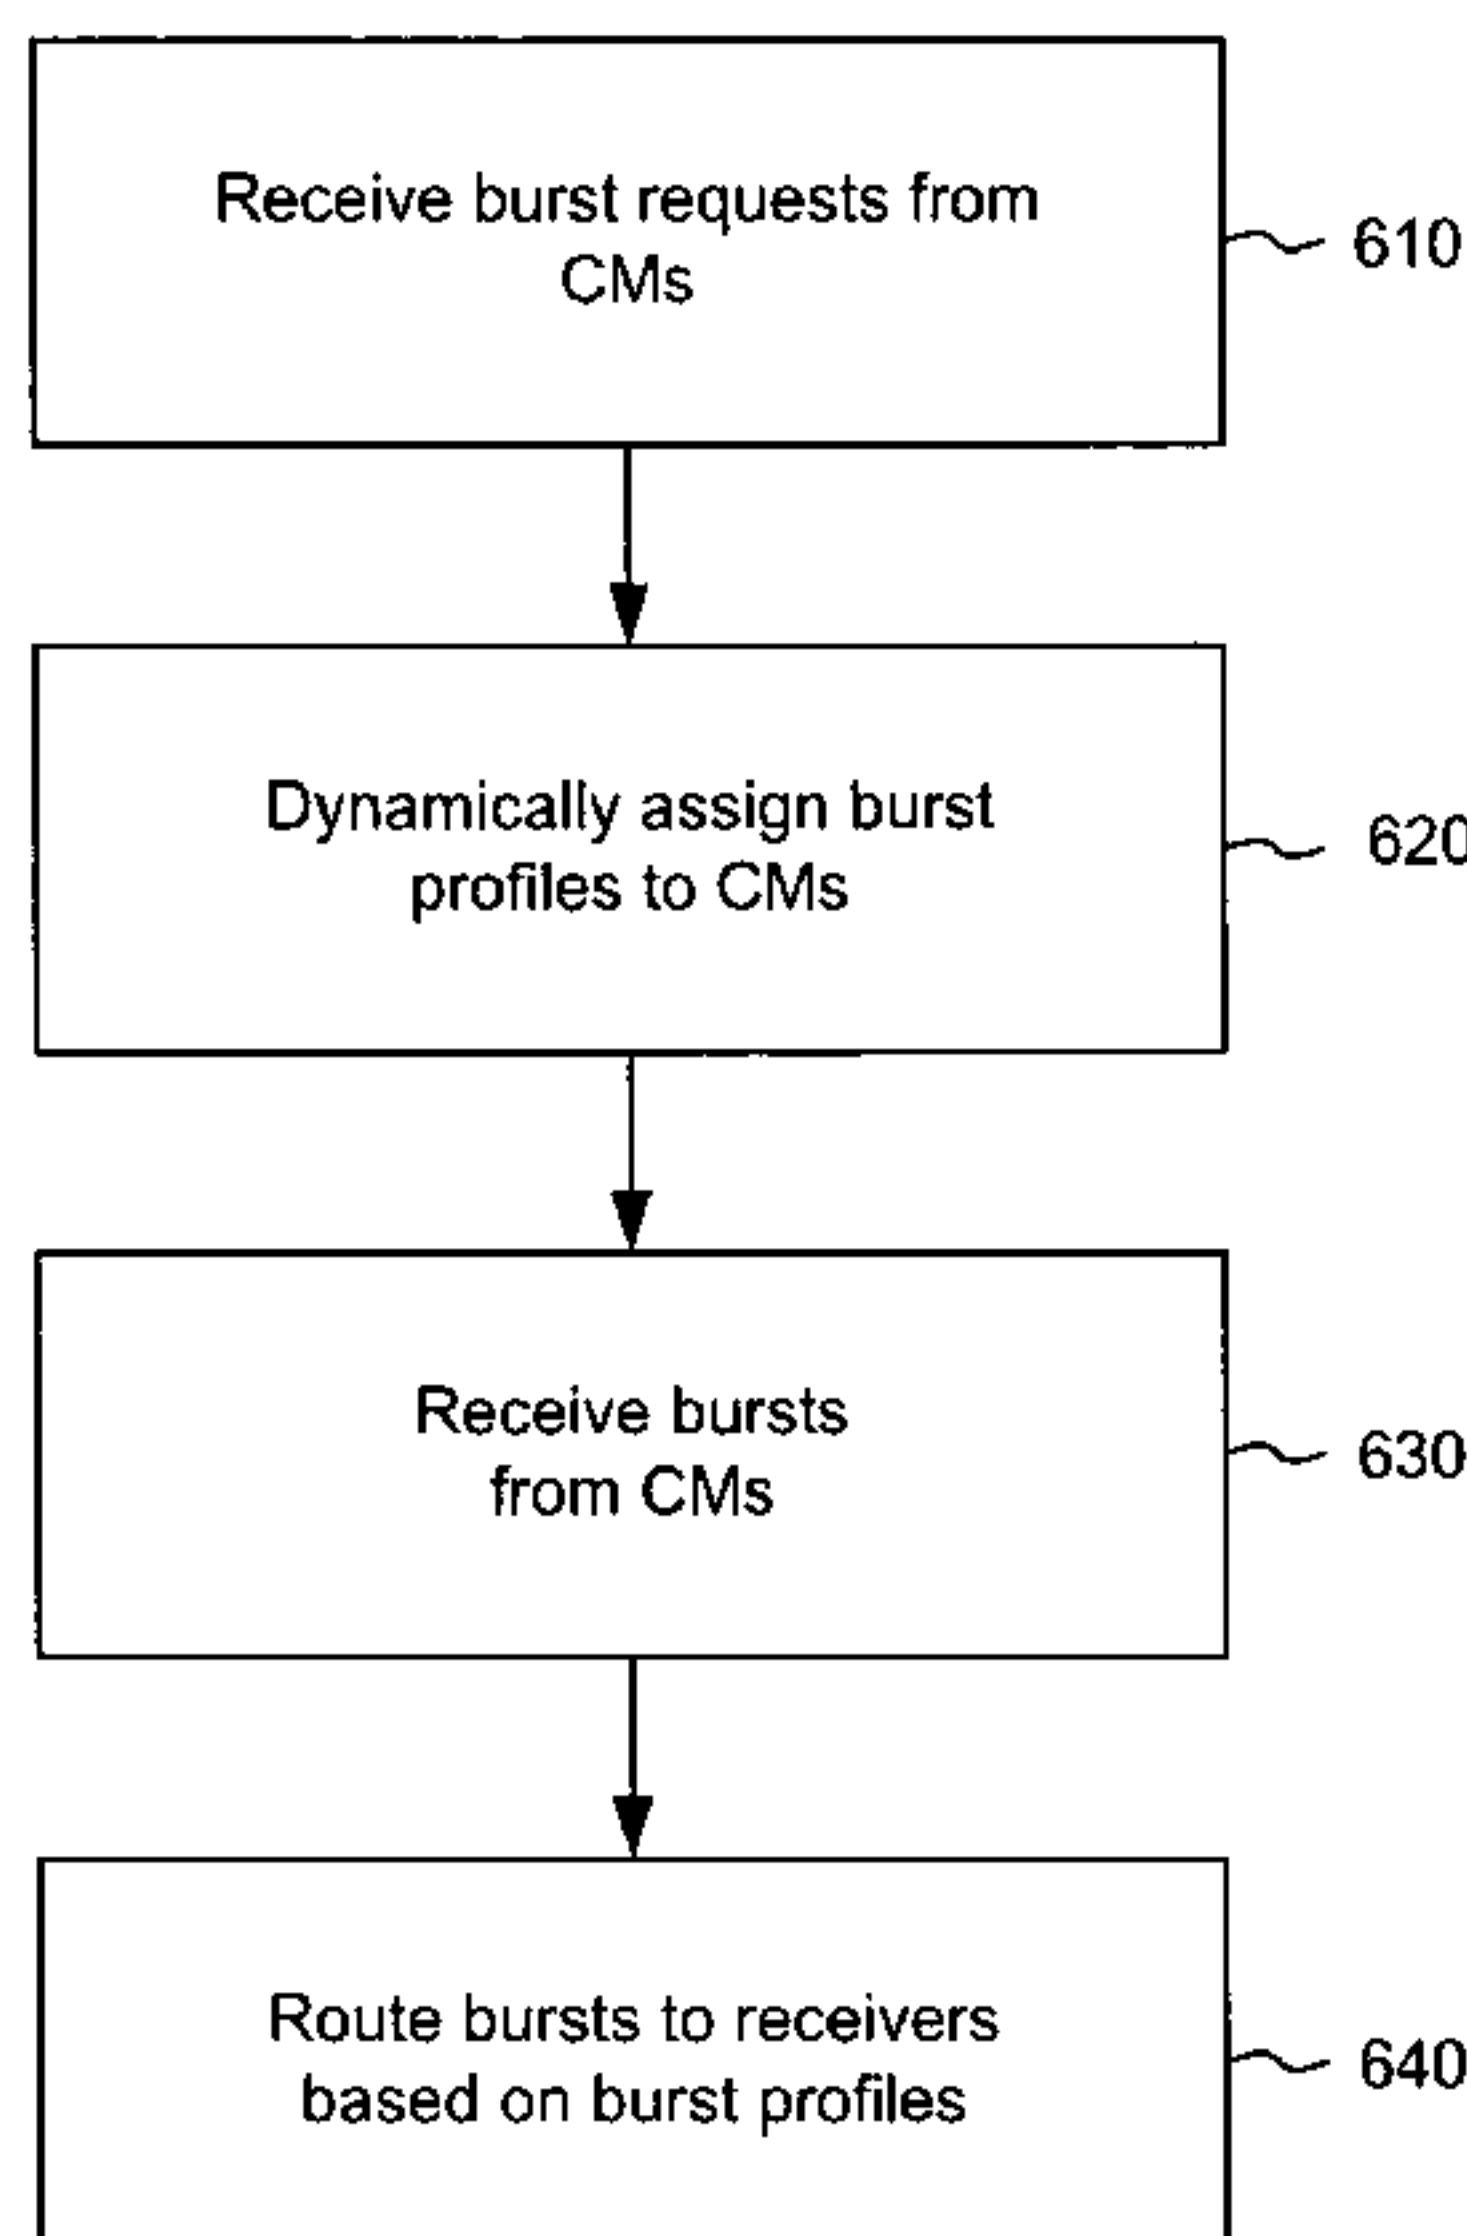 Receive burst requests from
CMs
610
Dynamically assign burst
profiles to CMs
620
Receive bursts
from CMs
630
Route bursts to receivers
based on burst profiles
640